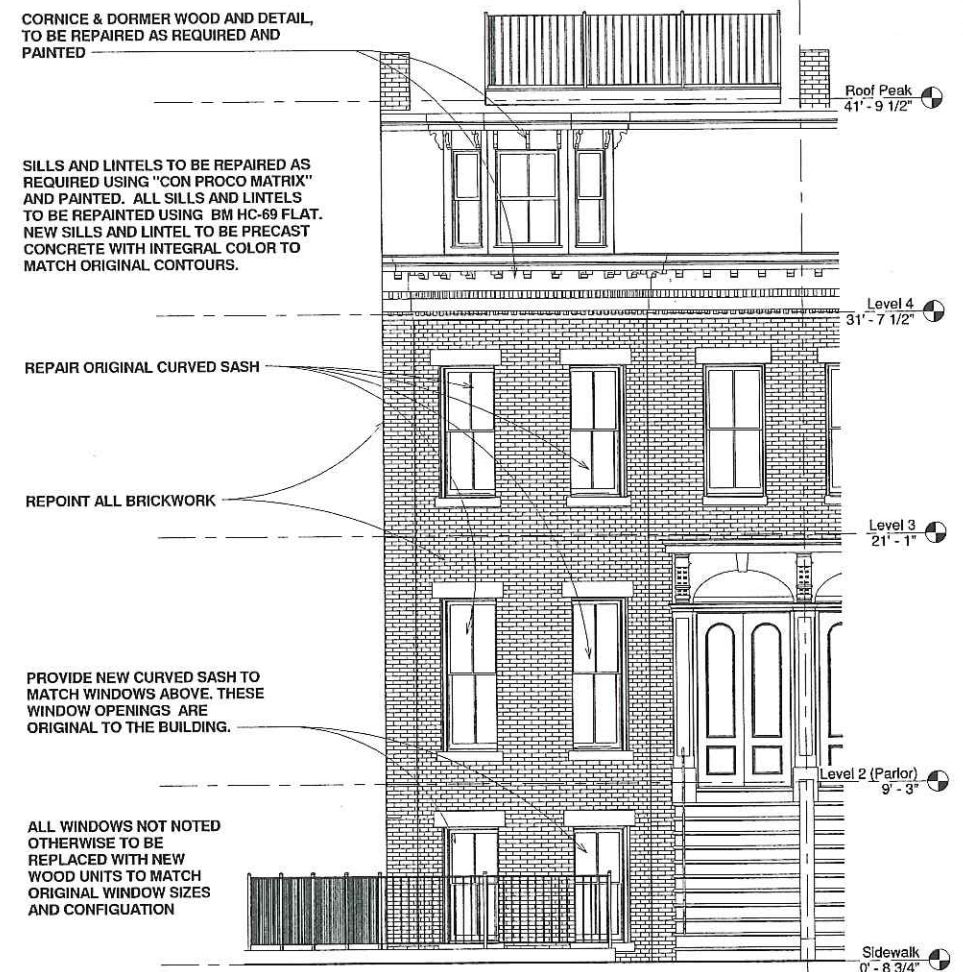 CORNICE & DORMER WOOD AND DETAIL,
TO BE REPAIRED AS REQUIRED AND
PAINTED
Roof Peak
41' - 9 1/2"
SILLS AND LINTELS TO BE REPAIRED AS
REQUIRED USING "CON PROCO MATRIX"
AND PAINTED. ALL SILLS AND LINTELS
TO BE REPAINTED USING BM HC-69 FLAT.
NEW SILLS AND LINTEL TO BE PRECAST
CONCRETE WITH INTEGRAL COLOR TO
MATCH ORIGINAL CONTOURS.
Level 4
31' - 7 1/2"
REPAIR ORIGINAL CURVED SASH
REPOINT ALL BRICKWORK
Level 3
21' - 1"
PROVIDE NEW CURVED SASH TO
MATCH WINDOWS ABOVE. THESE
WINDOW OPENINGS ARE
ORIGINAL TO THE BUILDING.
Level 2 (Parlor)
9' - 3"
ALL WINDOWS NOT NOTED
OTHERWISE TO BE
REPLACED WITH NEW
WOOD UNITS TO MATCH
ORIGINAL WINDOW SIZES
AND CONFIGUATION
Sidewalk
0' - 8 3/4"